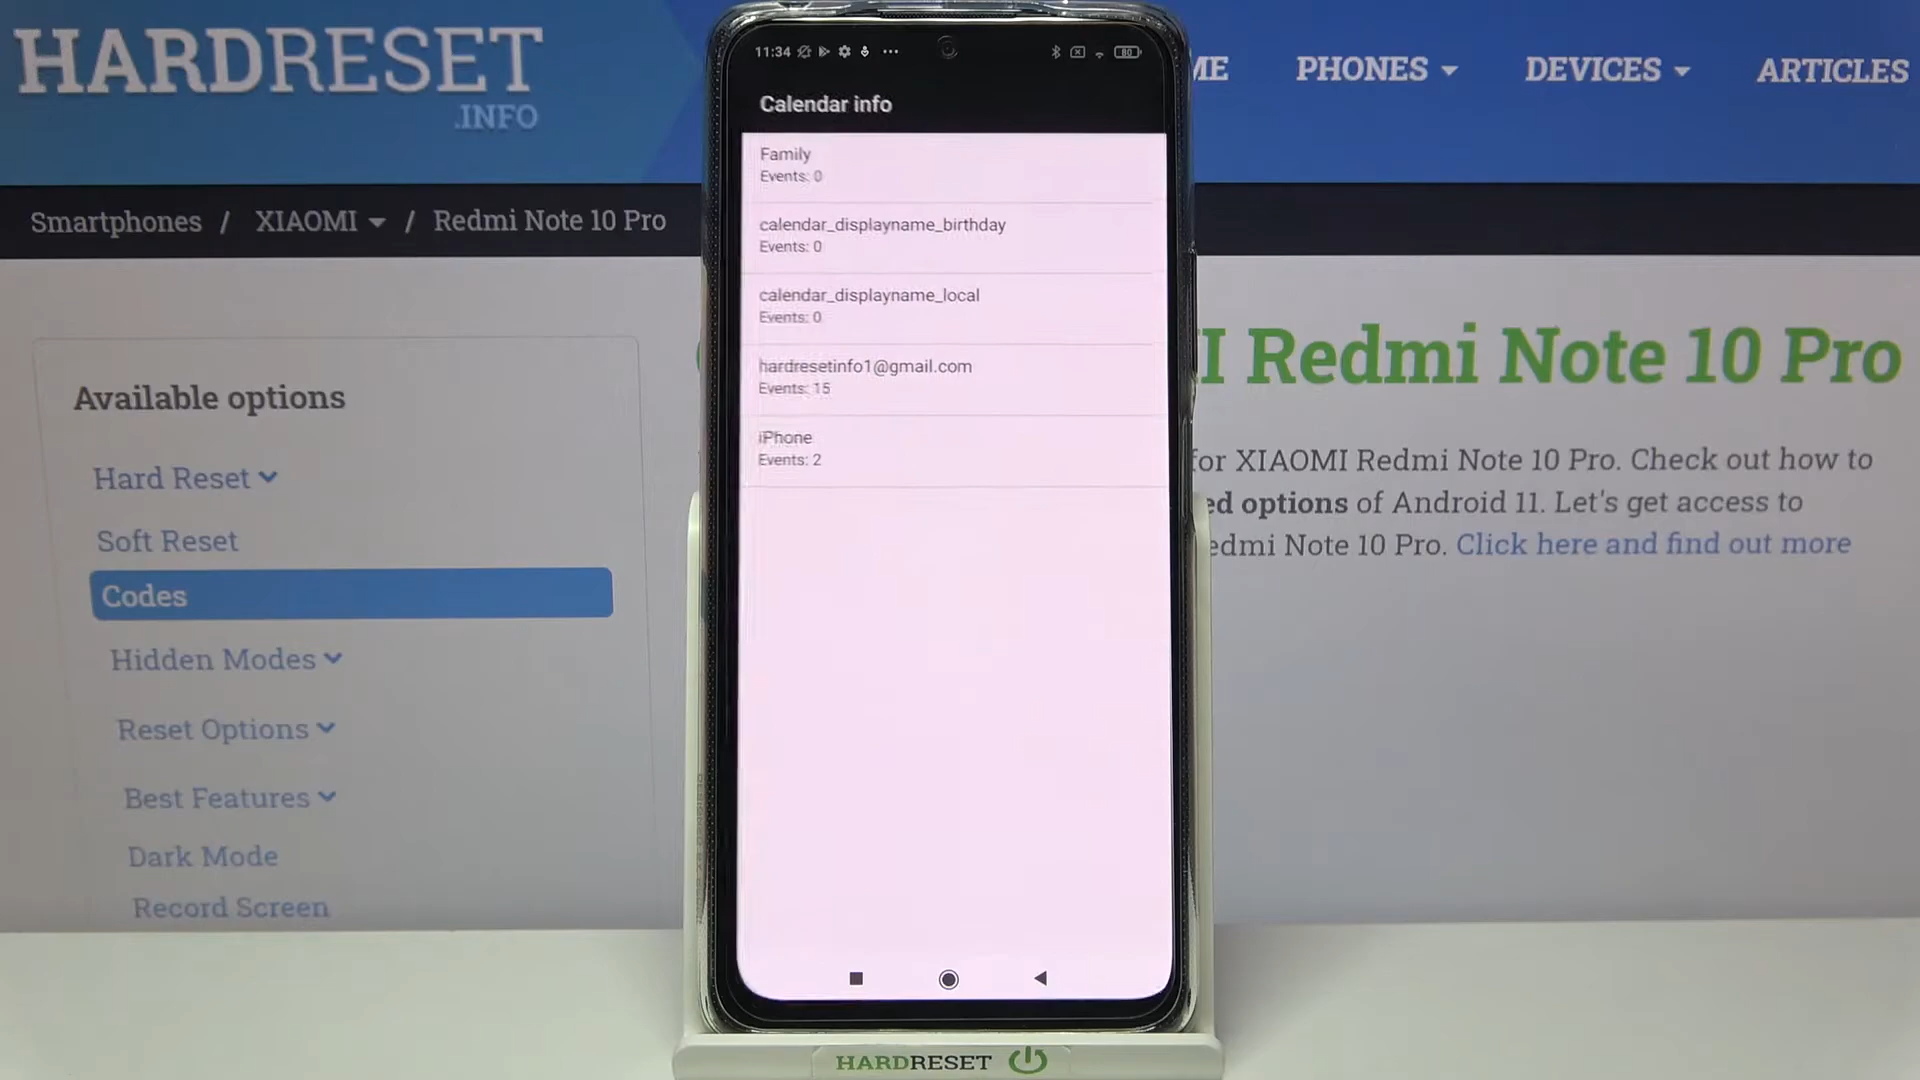 HARDRESET
.INFO
PHONES
DEVICES
ARTICLES
Smartphones / XIAOMI / Redmi Note 10 Pro
Available options
Hard Reset
Soft Reset
Codes
Hidden Modes
Reset Options
Best Features
Dark Mode
Record Screen
11:34
80
Calendar info
Family
Events: 0
calendar_displayname_birthday
Events: 0
calendar_displayname_local
Events: 0
hardresetinfo1@gmail.com
Events: 15
iPhone
Events: 2
Redmi Note 10 Pro
for XIAOMI Redmi Note 10 Pro. Check out how to
options of Android 11. Let's get access to
Note 10 Pro. Click here and find out more
HARDRESET